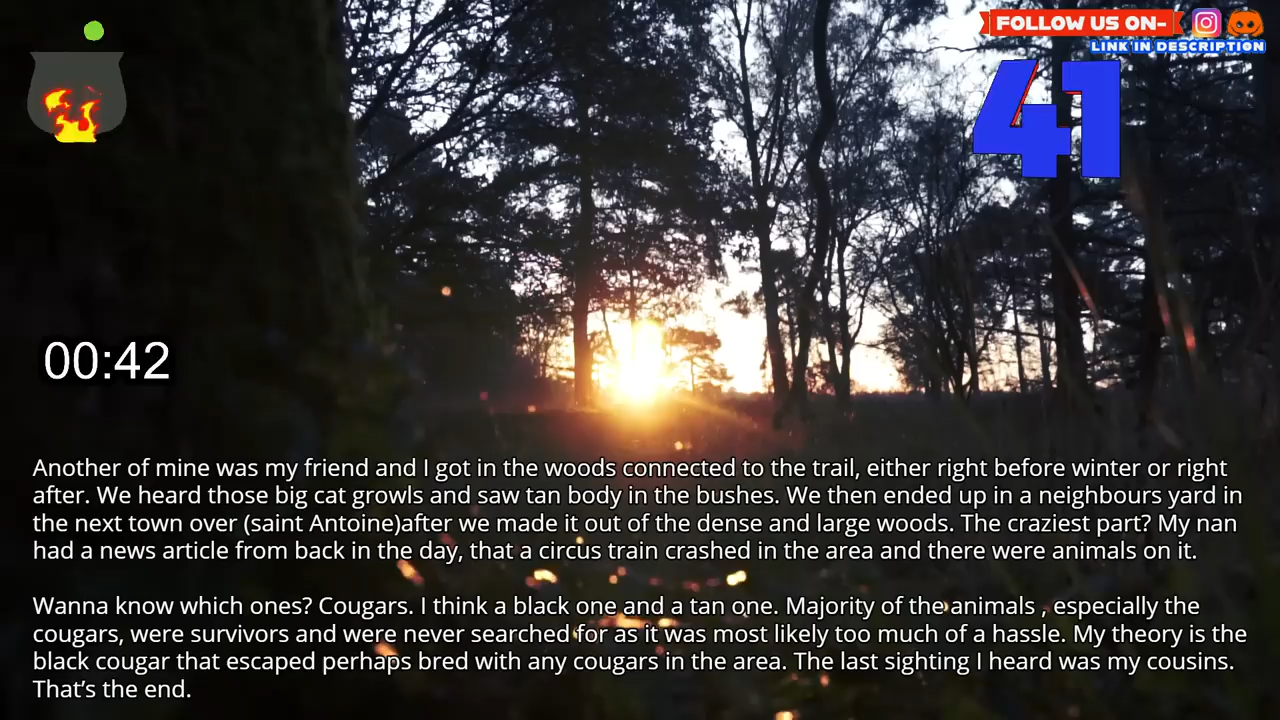 FOLLOW US ON-
LINK IN DESCRIPTION
41
00:42
Another of mine was my friend and I got in the woods connected to the trail, either right before winter or right
after. We heard those big cat growls and saw tan body in the bushes. We then ended up in a neighbours yard in
the next town over (saint Antoine)after we made it out of the dense and large woods. The craziest part? My nan
had a news article from back in the day, that a circus train crashed in the area and there were animals on it.
Wanna know which ones? Cougars. I think a black one and a tan one. Majority of the animals , especially the
cougars, were survivors and were never searched for as it was most likely too much of a hassle. My theory is the
black cougar that escaped perhaps bred with any cougars in the area. The last sighting I heard was my cousins.
That’s the end.